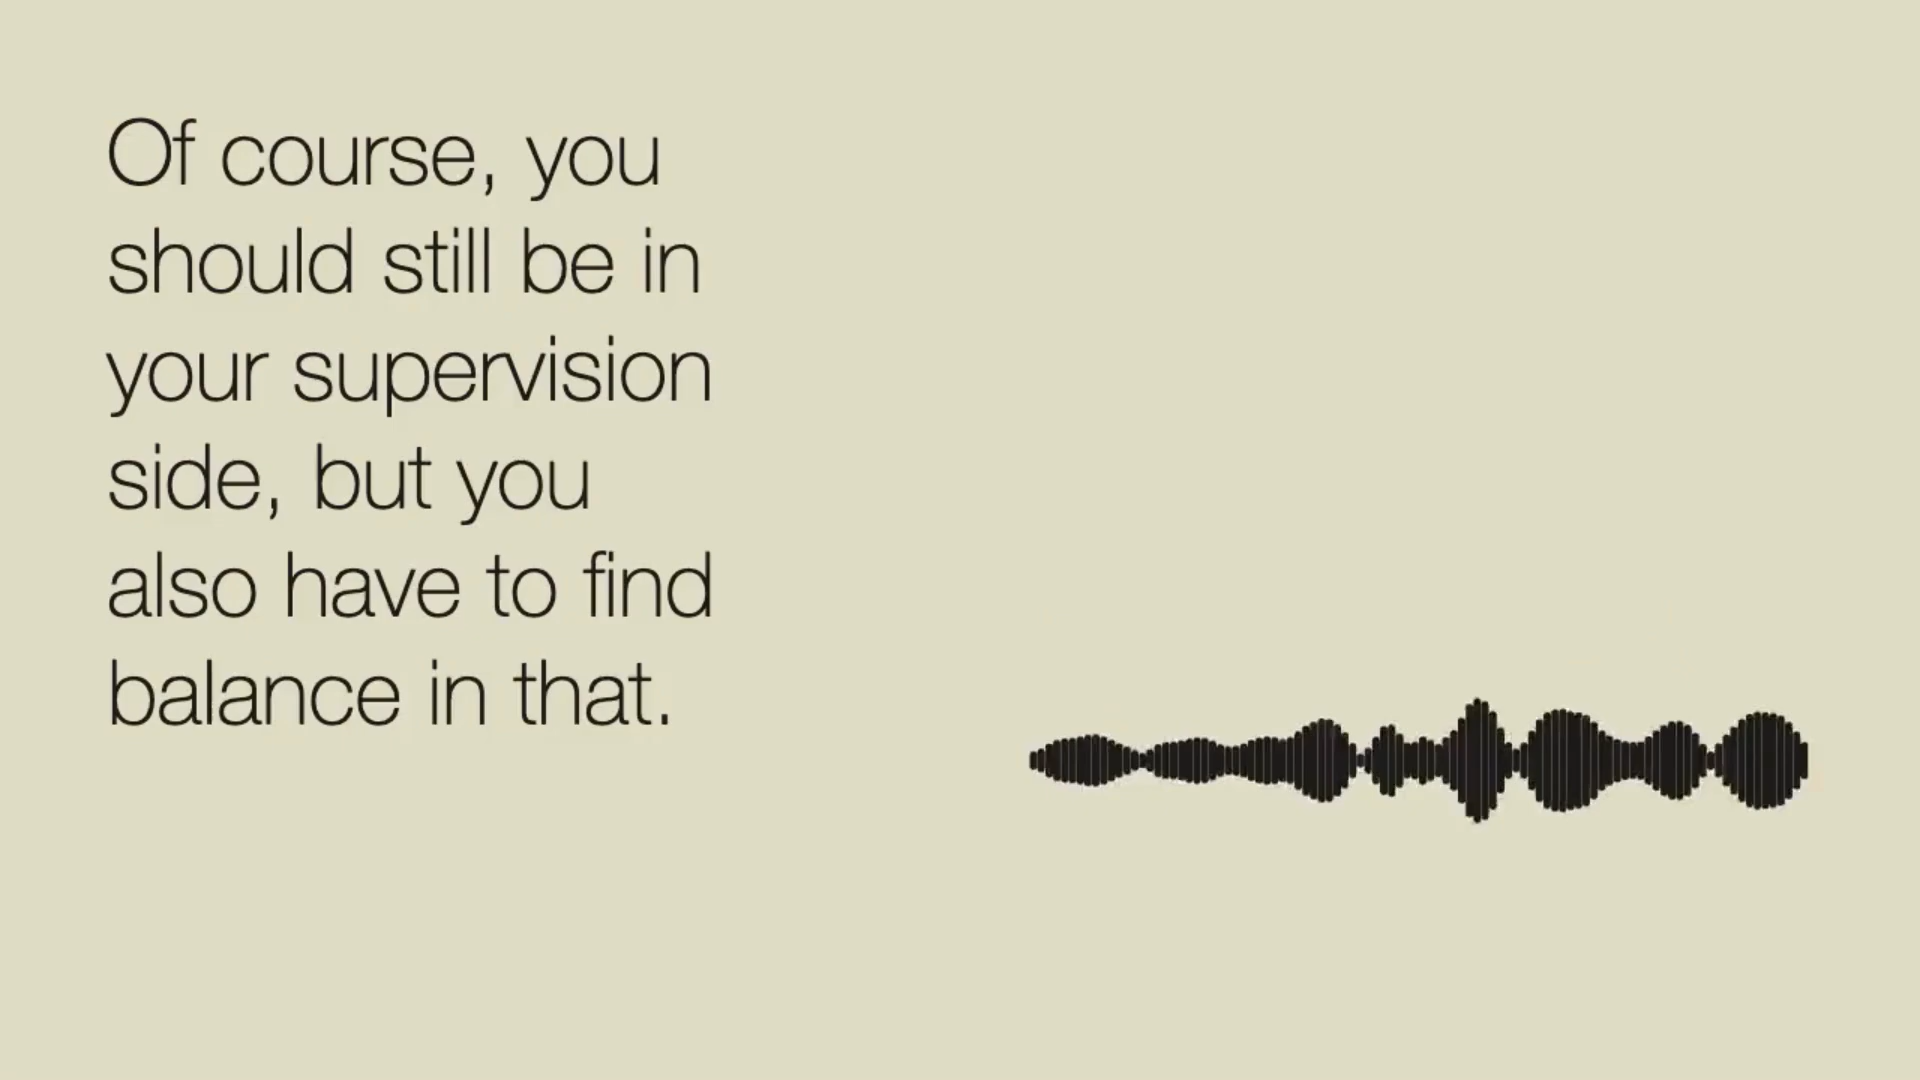 Of course, you
should still be in
your supervision
side, but you
also have to find
balance in that.